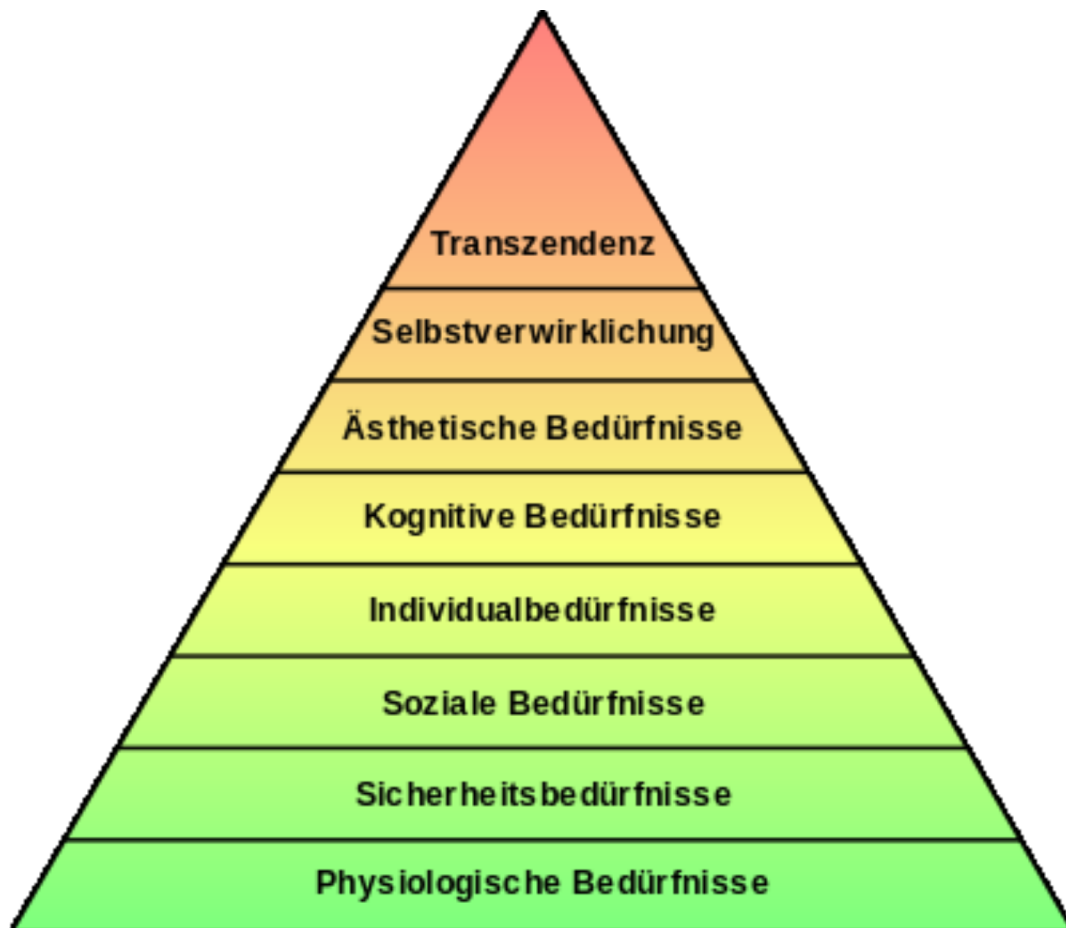 Transzendenz
Selbstverwirklichung
Ästhetische Bedürfnisse
Kognitive Bedürfnisse
Individualbedürfnisse
Soziale Bedürfnisse
Sicherheitsbedürfnisse
Physiologische Bedürfnisse